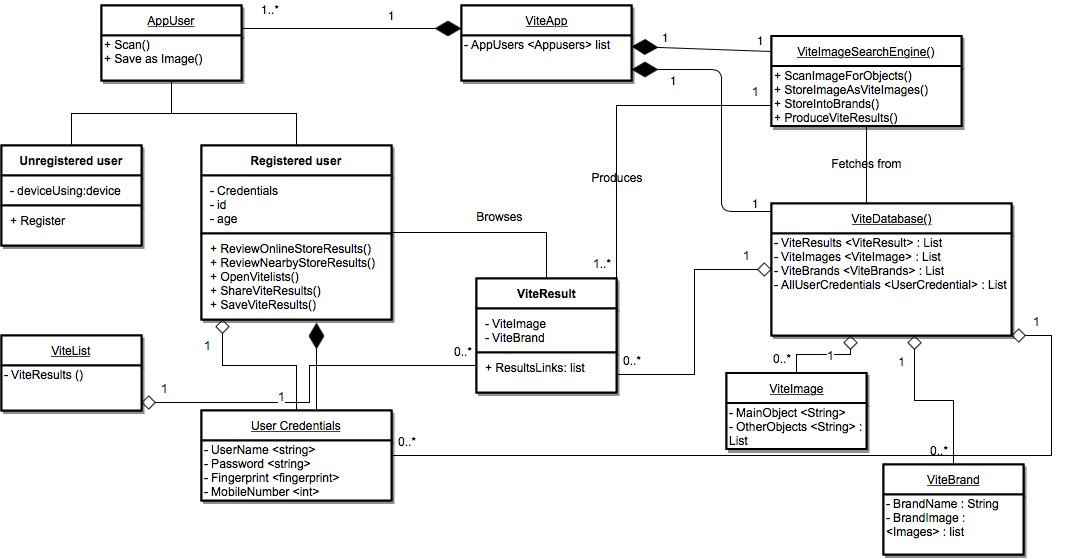 AppUser
+ Scan()
+ Save as Image()
1..*
1
ViteApp
- AppUsers <Appusers> list
1
1
1
ViteImageSearchEngine()
+ ScanImageForObjects()
+ StoreImageAsViteImages()
+ StoreIntoBrands()
+ ProduceViteResults()
1
Unregistered user
- deviceUsing:device
+ Register
Registered user
- Credentials
- id
- age
+ ReviewOnlineStoreResults()
+ ReviewNearbyStoreResults()
+ OpenVitelists()
+ ShareViteResults()
+ SaveViteResults()
Browses
Produces
1..*
Fetches from
1
ViteDatabase()
- ViteResults <ViteResult> : List
- ViteImages <ViteImage> : List
- ViteBrands <ViteBrands> : List
- AllUserCredentials <UserCredential> : List
1
ViteResult
- ViteImage
- ViteBrand
+ ResultsLinks: list
0..*
0..*
1
ViteList
- ViteResults ()
1
1
User Credentials
- UserName <string>
- Password <string>
- Fingerprint <fingerprint>
- MobileNumber <int>
0..*
1
0..*
1
1
ViteImage
- MainObject <String>
- OtherObjects <String> :
List
0..*
ViteBrand
- BrandName : String
- BrandImage :
<Images> : list